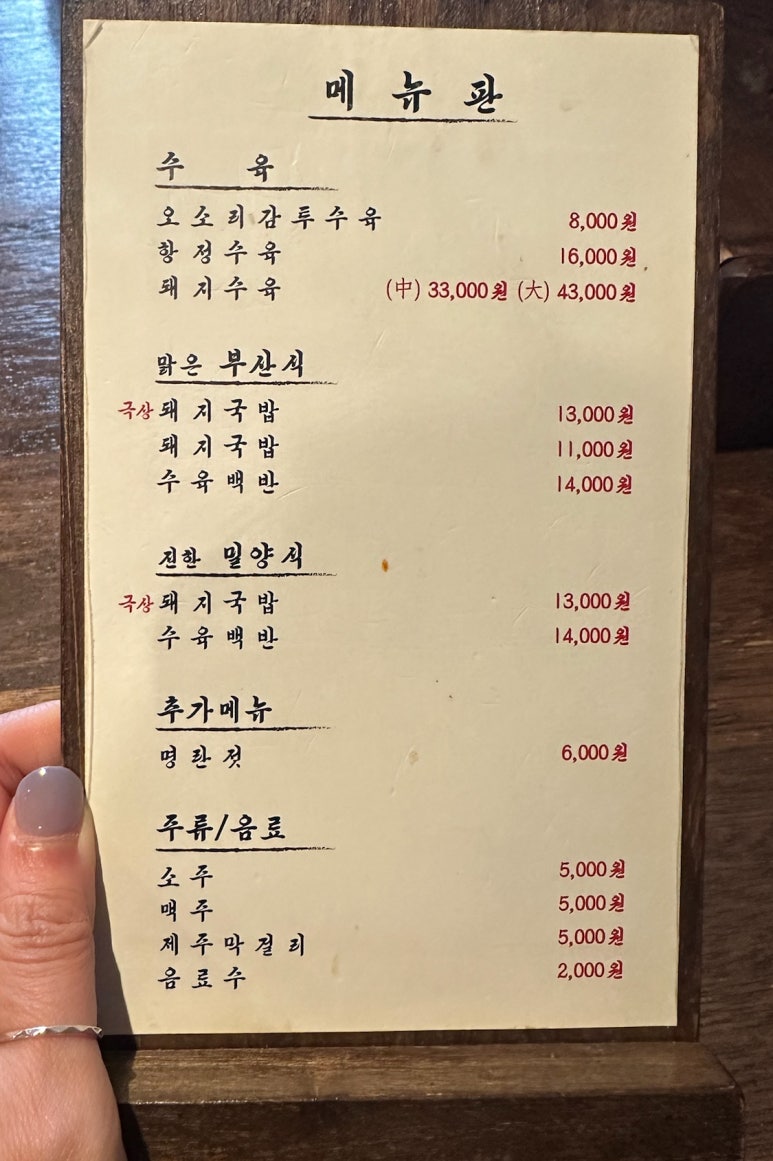 메뉴판
수육
오소리감투수육 8,000원
항정수육 16,000원
돼지수육 (中) 33,000원 (大) 43,000원
맑은 부산식
극상 돼지국밥 13,000원
돼지국밥 11,000원
수육백반 14,000원
진한 밀양식
극상 돼지국밥 13,000원
수육백반 14,000원
추가메뉴
명란젓 6,000원
주류/음료
소주 5,000원
맥주 5,000원
제주막걸리 5,000원
음료수 2,000원